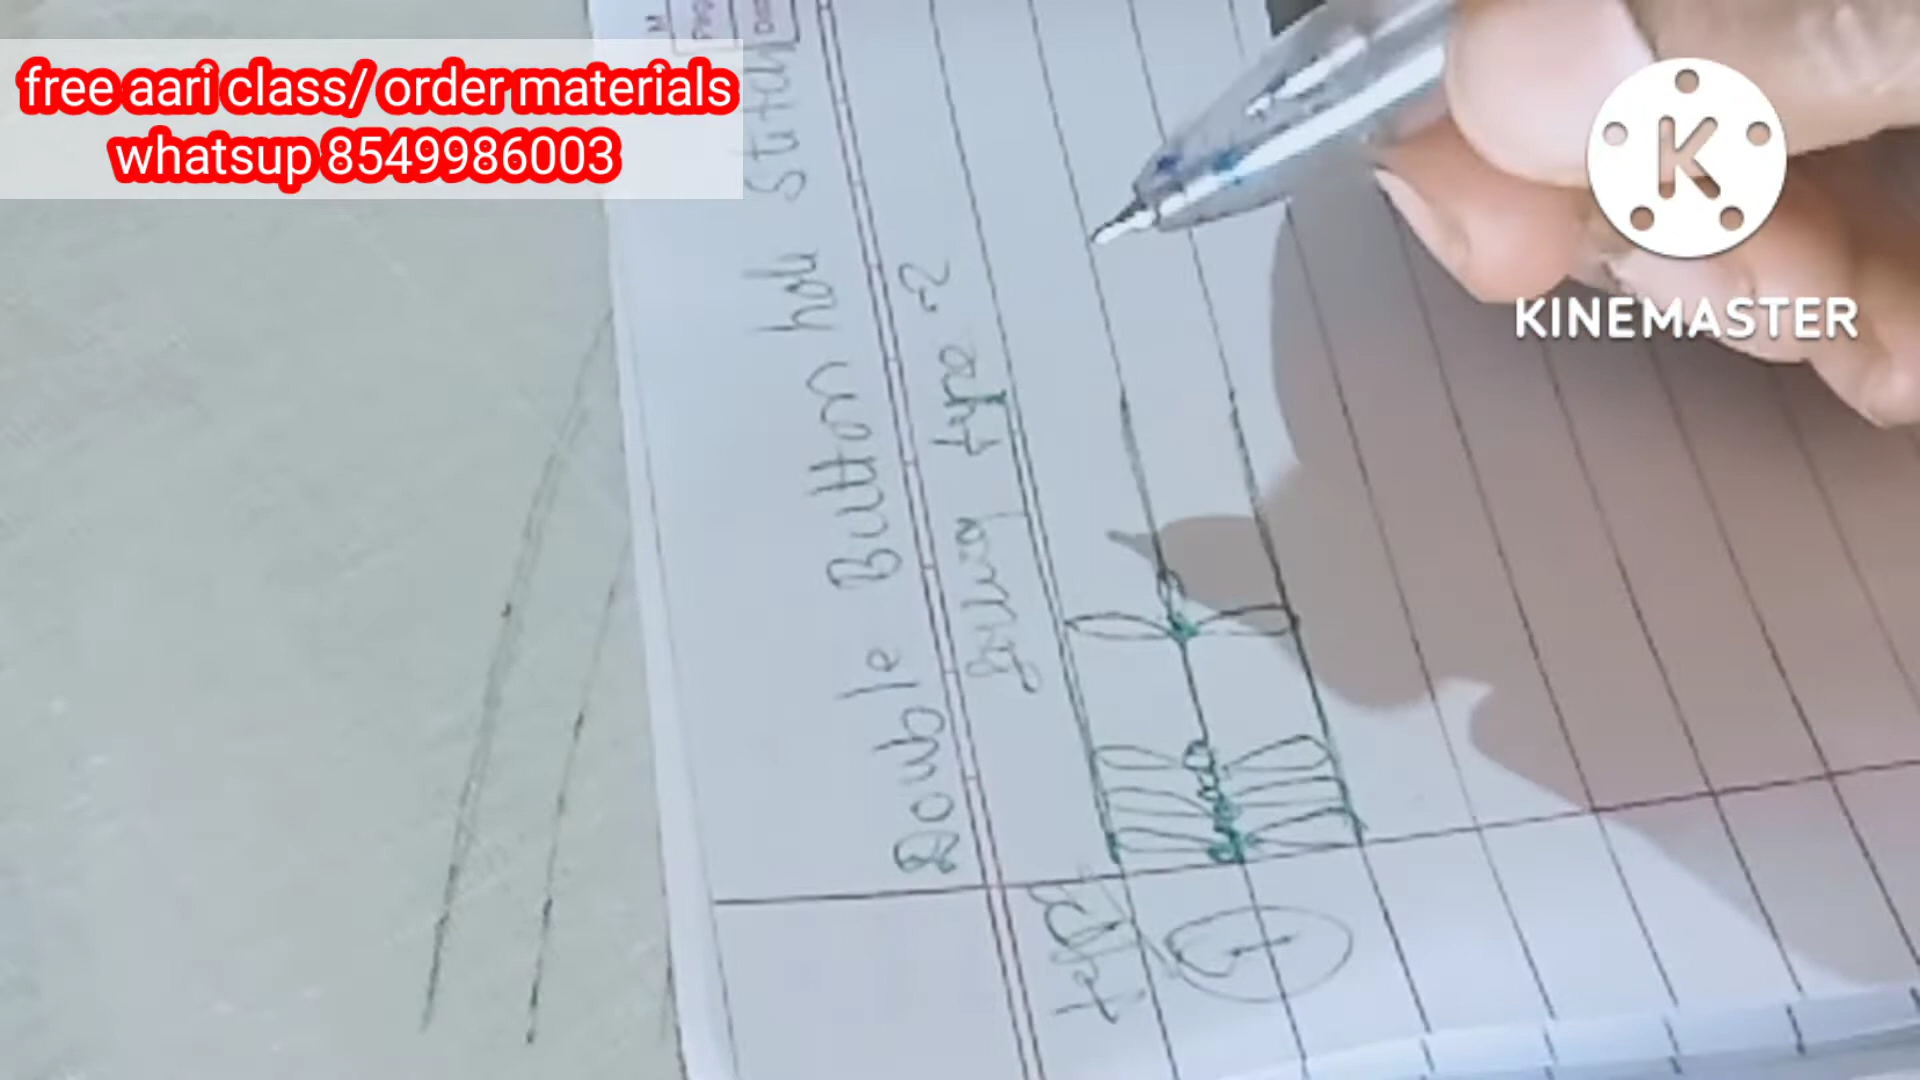 free aari class/ order materials
whatsup 8549986003
KINEMASTER
Double Button hole Stitch
filling type -2